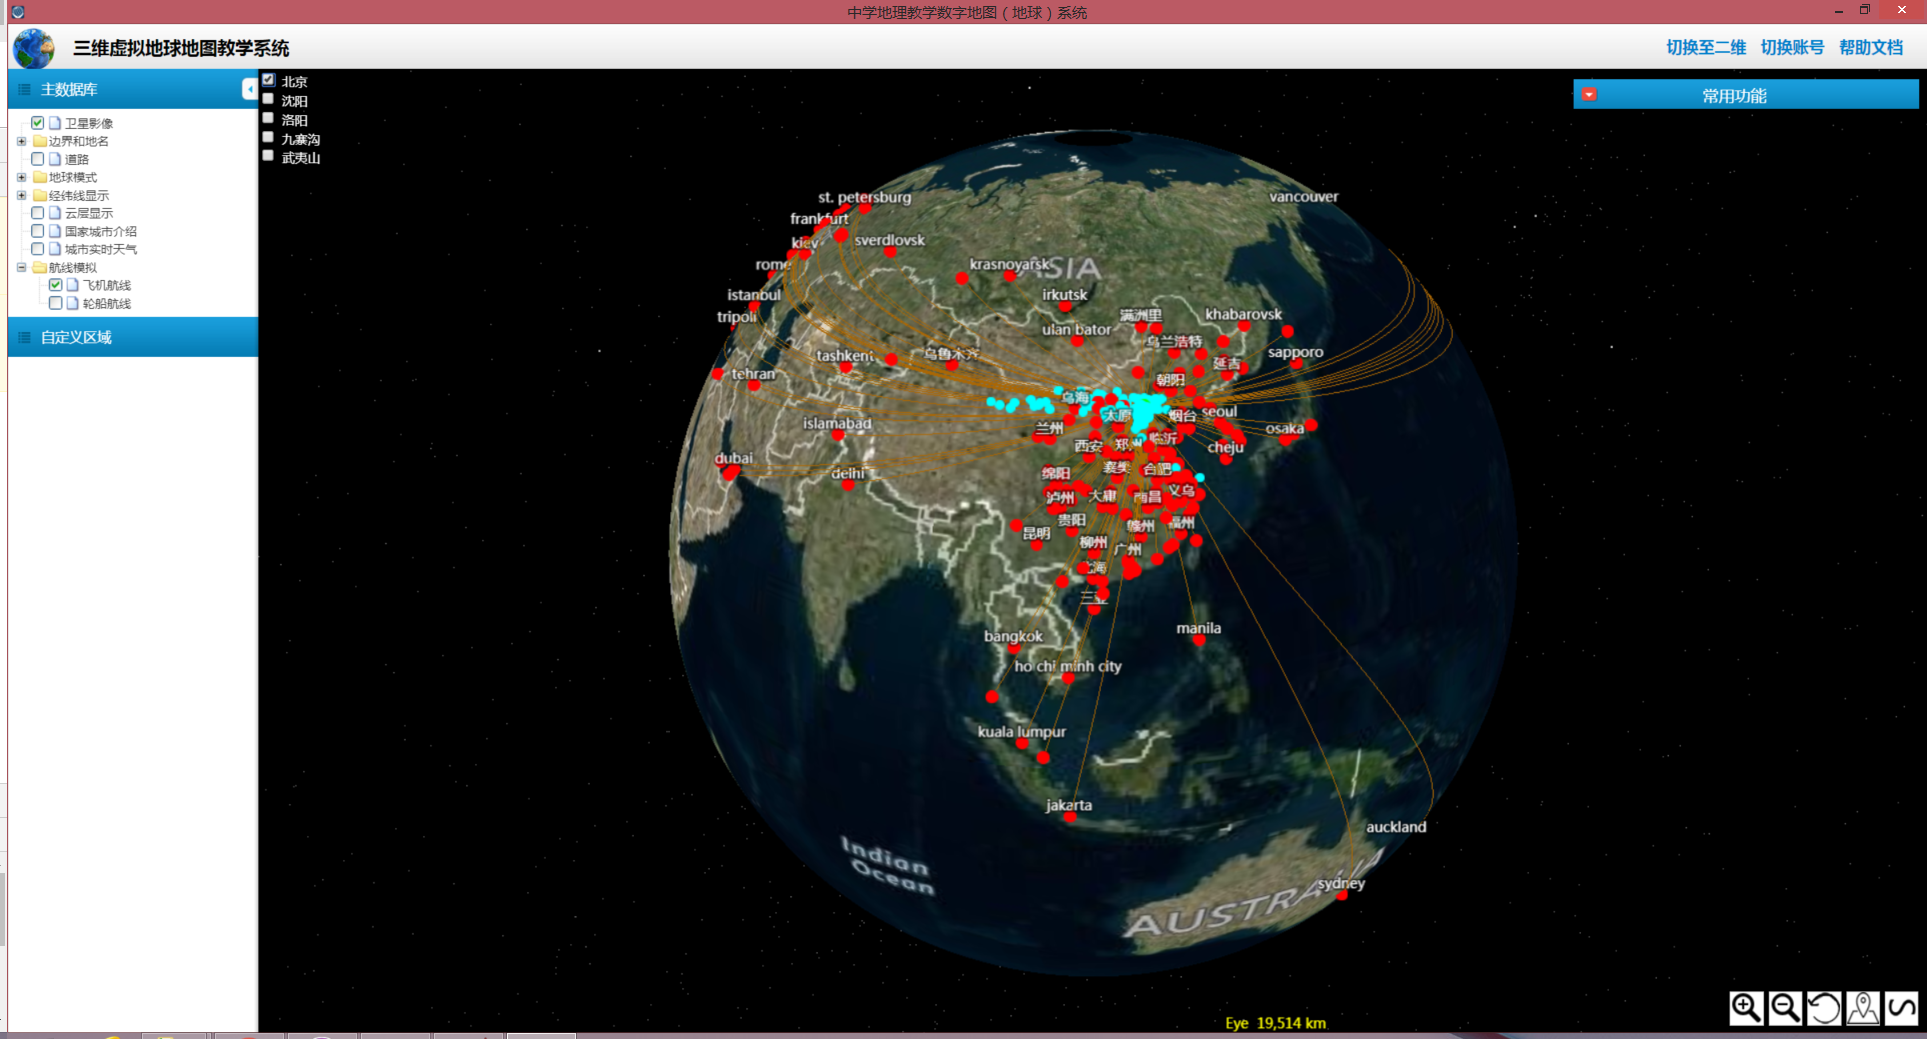 中学地理教学数字地图（地球）系统
三维虚拟地球地图教学系统
切换至二维 切换账号 帮助文档
主数据库
卫星影像
边界和地名
道路
地球模式
经纬线显示
云层显示
国家城市介绍
城市实时天气
航线模拟
飞机航线
轮船航线
自定义区域
北京
沈阳
洛阳
九寨沟
武夷山
常用功能
st. petersburg
vancouver
frankfurt
kiev
sverdlovsk
rome
krasnoyarsk
ASIA
istanbul
irkutsk
tripoli
满洲里
khabarovsk
ulan bator
乌兰浩特
tashkent
乌鲁木齐
sapporo
延吉
tehran
朝阳
乌海
太原
烟台
seoul
islamabad
兰州
osaka
西安
郑州
临沂
cheju
dubai
delhi
绵阳
襄樊
合肥
泸州
大庸
南昌
义乌
贵阳
赣州
福州
昆明
柳州
广州
北海
三亚
manila
bangkok
ho chi minh city
kuala lumpur
jakarta
auckland
Indian
Ocean
sydney
AUSTRALIA
Eye 19,514 km